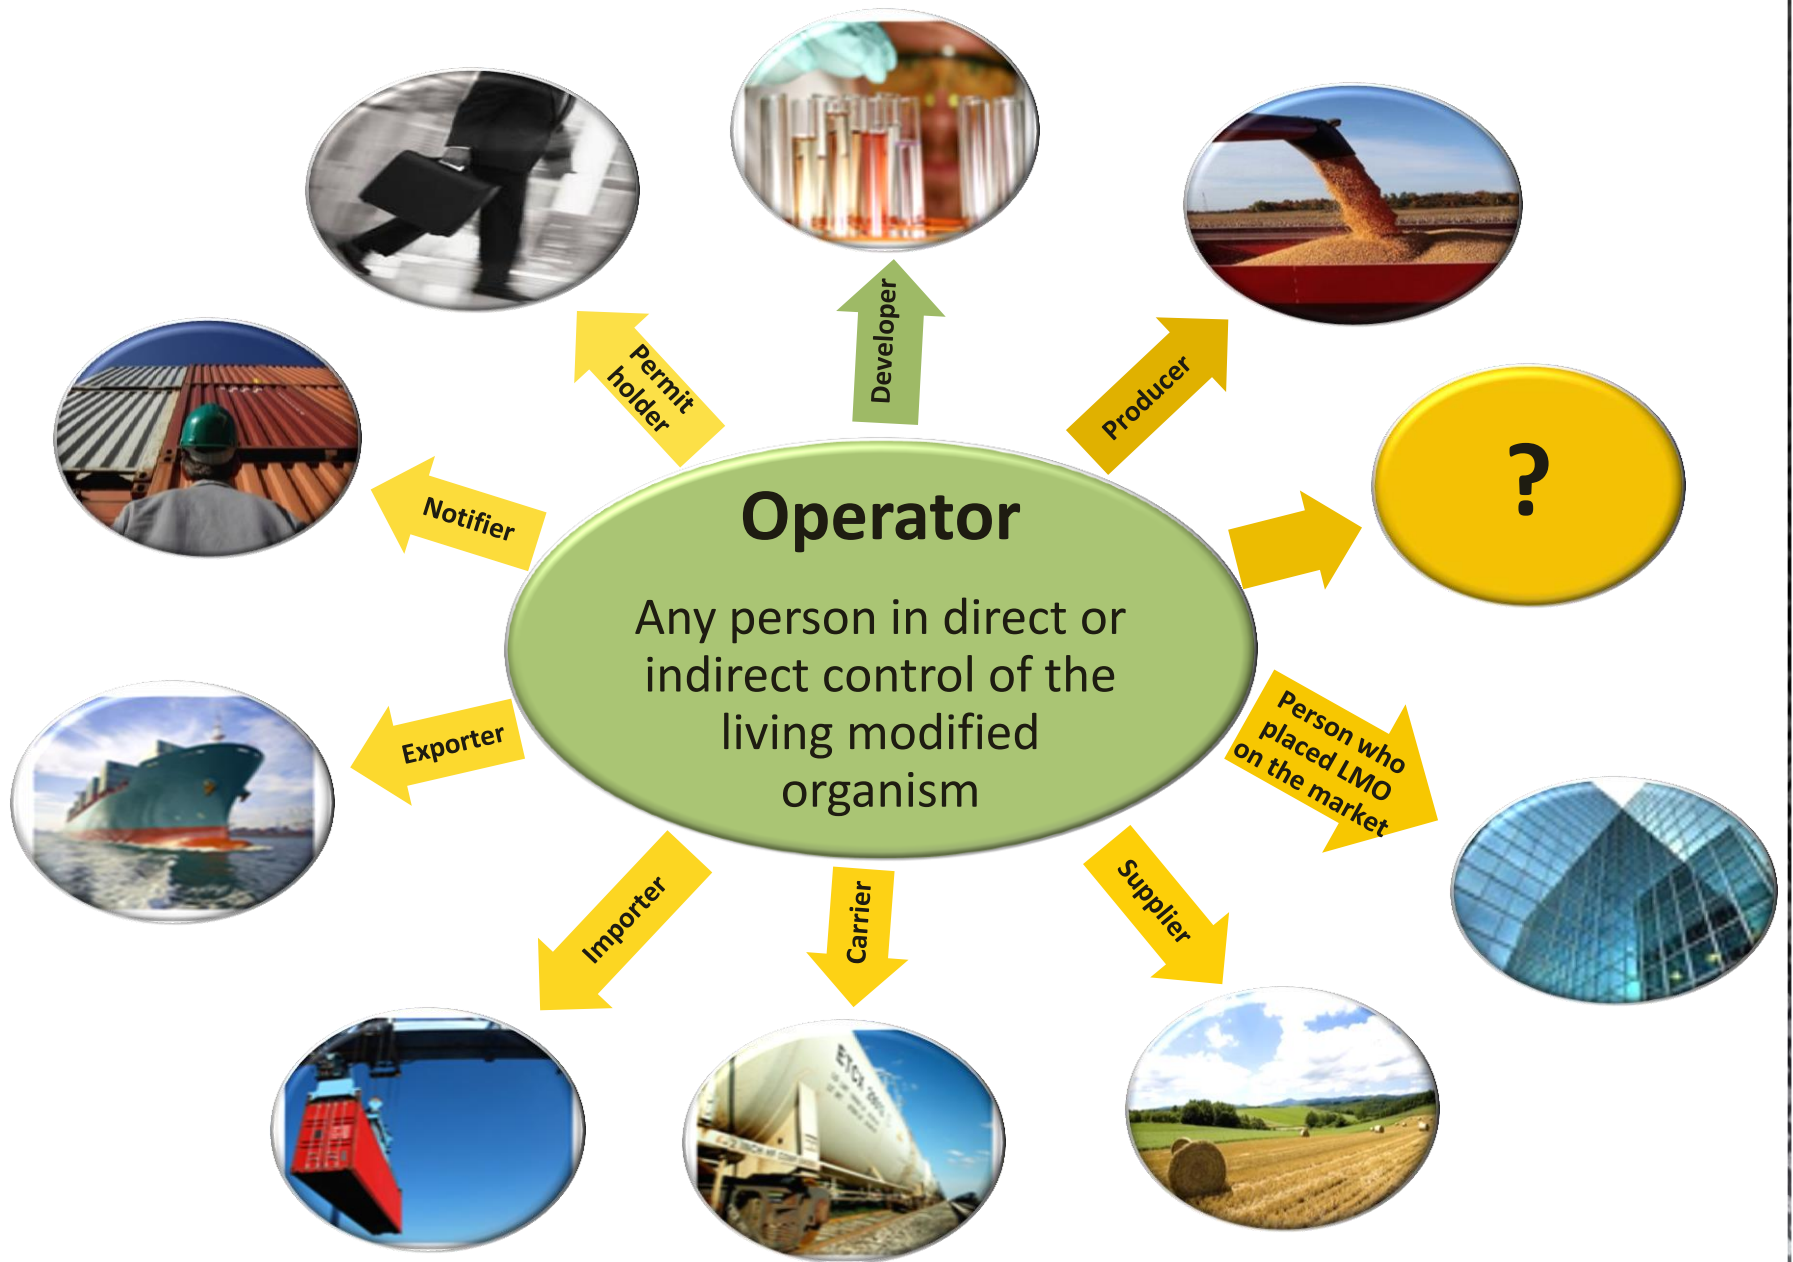 Developer
Permit
holder
Producer
?
Notifier
Operator
Any person in direct or
indirect control of the
living modified
organism
Exporter
Person who
placed LMO
on the market
Importer
Carrier
Supplier
ETCX